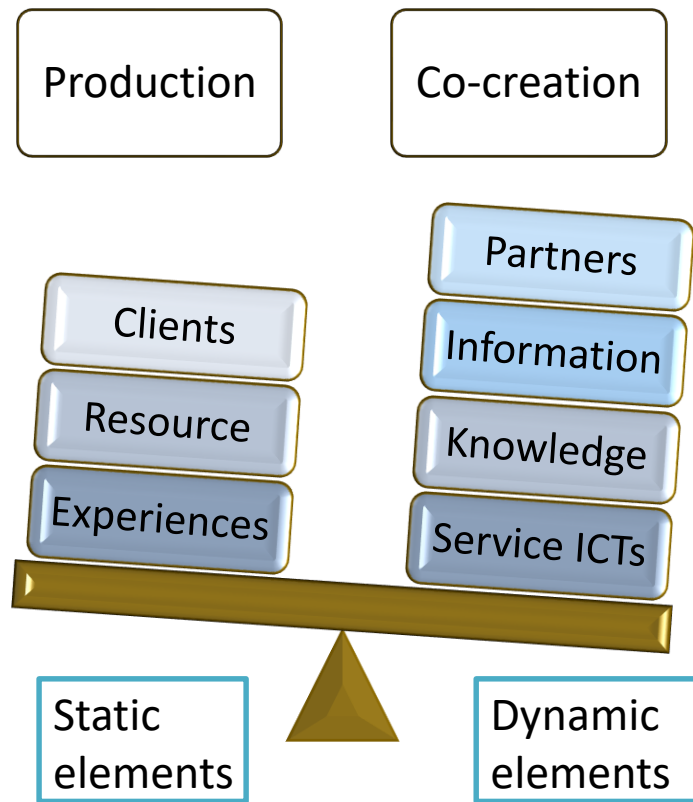 Production
Co-creation
Clients
Resource
Experiences
Partners
Information
Knowledge
Service ICTs
Static
elements
Dynamic
elements